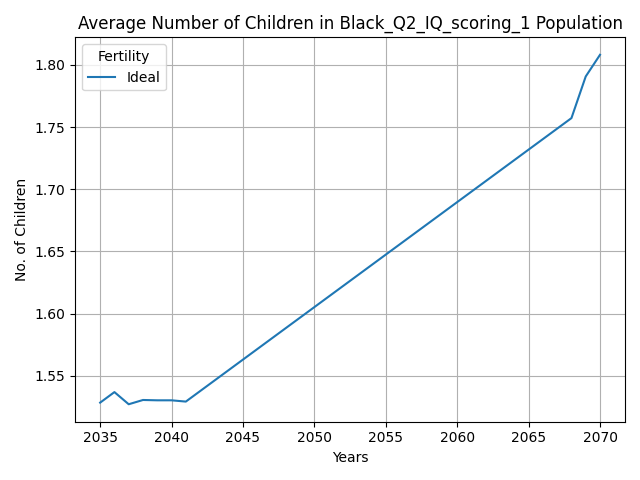 Average Number of Children in Black_Q2_IQ_scoring_1 Population
Fertility
Ideal
1.80
1.75
1.70
1.65
1.60
1.55
No. of Children
2035 2040 2045 2050 2055 2060 2065 2070
Years